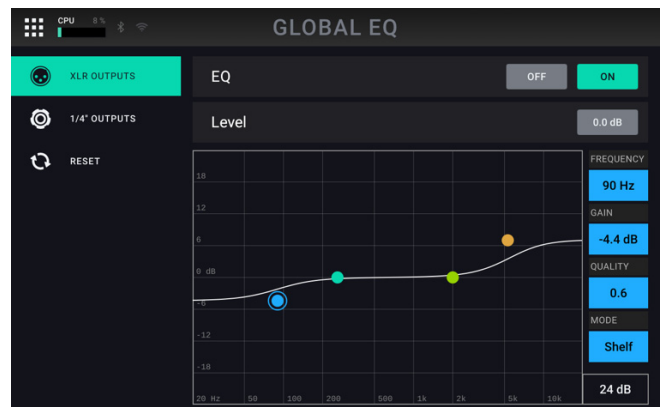 CPU 8%
GLOBAL EQ
XLR OUTPUTS
1/4" OUTPUTS
RESET
EQ OFF ON
Level 0.0 dB
18
12
6
0 dB
-6
-12
-18
20 Hz 50 100 200 500 1k 2k 5k 10k
FREQUENCY
90 Hz
GAIN
-4.4 dB
QUALITY
0.6
MODE
Shelf
24 dB